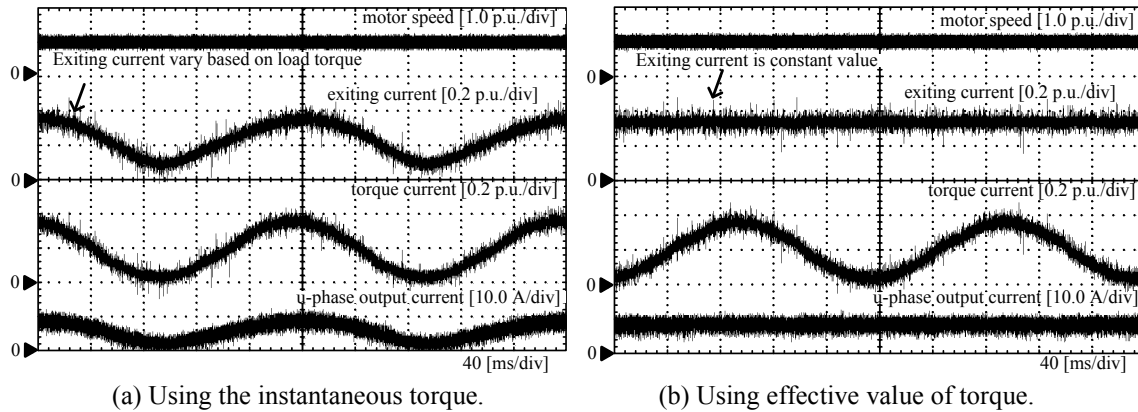 motor speed [1.0 p.u./div]
0
Exiting current vary based on load torque
exiting current [0.2 p.u./div]
0
torque current [0.2 p.u./div]
0
u-phase output current [10.0 A/div]
0
40 [ms/div]
(a) Using the instantaneous torque.
motor speed [1.0 p.u./div]
0
Exiting current is constant value
exiting current [0.2 p.u./div]
0
torque current [0.2 p.u./div]
0
u-phase output current [10.0 A/div]
0
40 [ms/div]
(b) Using effective value of torque.